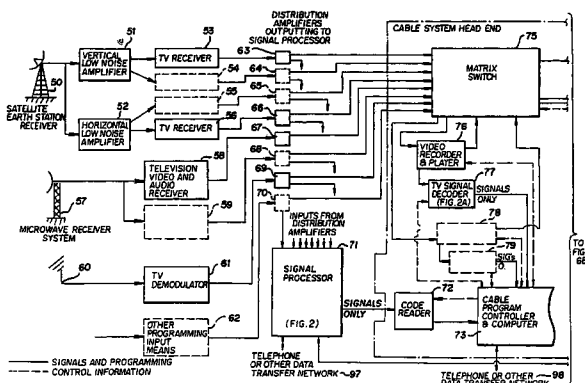 DISTRIBUTION
AMPLIFIERS
OUTPUTTING TO
SIGNAL PROCESSOR
CABLE SYSTEM HEAD END
51
VERTICAL
LOW NOISE
AMPLIFIER
53
TV RECEIVER
63
75
MATRIX
SWITCH
54
64
50
SATELLITE
EARTH STATION
RECEIVER
55
65
52
HORIZONTAL
LOW NOISE
AMPLIFIER
56
TV RECEIVER
66
67
58
TELEVISION
VIDEO AND
AUDIO
RECEIVER
68
69
76
VIDEO
RECORDER
& PLAYER
77
TV SIGNAL
DECODER
(FIG.2A)
SIGNALS
ONLY
57
MICROWAVE RECEIVER
SYSTEM
59
70
INPUTS FROM
DISTRIBUTION
AMPLIFIERS
78
79
SIG'S
O.
TO
FIG
6B
60
TV
DEMODULATOR
61
71
SIGNAL
PROCESSOR
(FIG.2)
SIGNALS
ONLY
72
CODE
READER
CABLE
PROGRAM
CONTROLLER
& COMPUTER
73
OTHER
PROGRAMMING
INPUT
MEANS
62
SIGNALS AND PROGRAMMING
CONTROL INFORMATION
TELEPHONE
OR OTHER DATA
TRANSFER NETWORK
97
TELEPHONE OR OTHER
DATA TRANSFER NETWORK
98